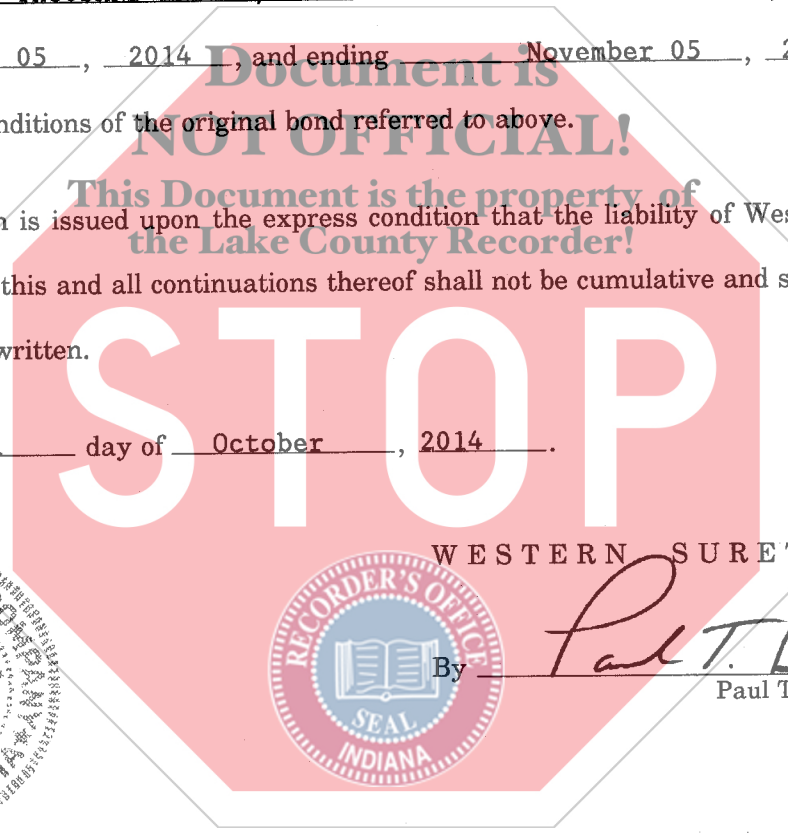 05, 2014, and ending November 05,
Document is
nditions of the original bond referred to above.
NOT OFFICIAL!
This Document is the property of
is issued upon the express condition that the liability of Wes
the Lake County Recorder!
this and all continuations thereof shall not be cumulative and s
written.
STOP
day of October, 2014.
WESTERN SURET
RECORDER'S OFFICE
SEAL
INDIANA
By Paul T.
Paul T